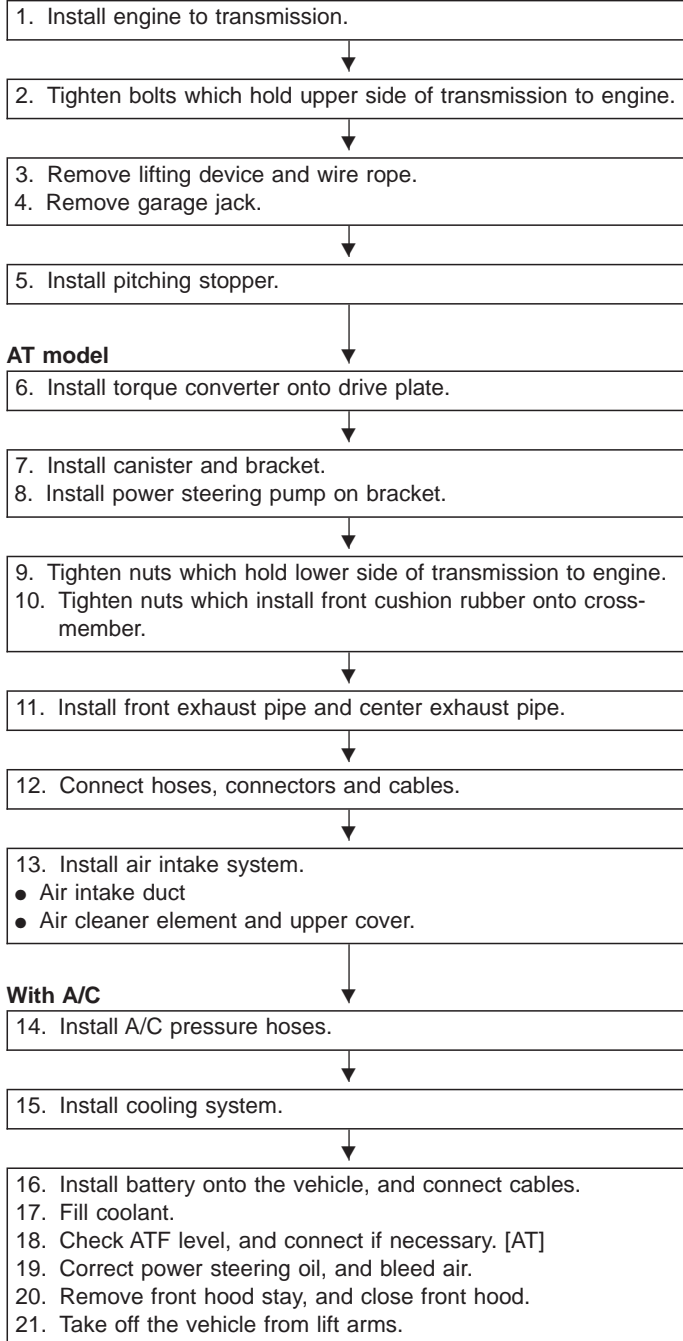 1. Install engine to transmission.
2. Tighten bolts which hold upper side of transmission to engine.
3. Remove lifting device and wire rope.
4. Remove garage jack.
5. Install pitching stopper.
AT model
6. Install torque converter onto drive plate.
7. Install canister and bracket.
8. Install power steering pump on bracket.
9. Tighten nuts which hold lower side of transmission to engine.
10. Tighten nuts which install front cushion rubber onto cross-
member.
11. Install front exhaust pipe and center exhaust pipe.
12. Connect hoses, connectors and cables.
13. Install air intake system.
● Air intake duct
● Air cleaner element and upper cover.
With A/C
14. Install A/C pressure hoses.
15. Install cooling system.
16. Install battery onto the vehicle, and connect cables.
17. Fill coolant.
18. Check ATF level, and connect if necessary. [AT]
19. Correct power steering oil, and bleed air.
20. Remove front hood stay, and close front hood.
21. Take off the vehicle from lift arms.